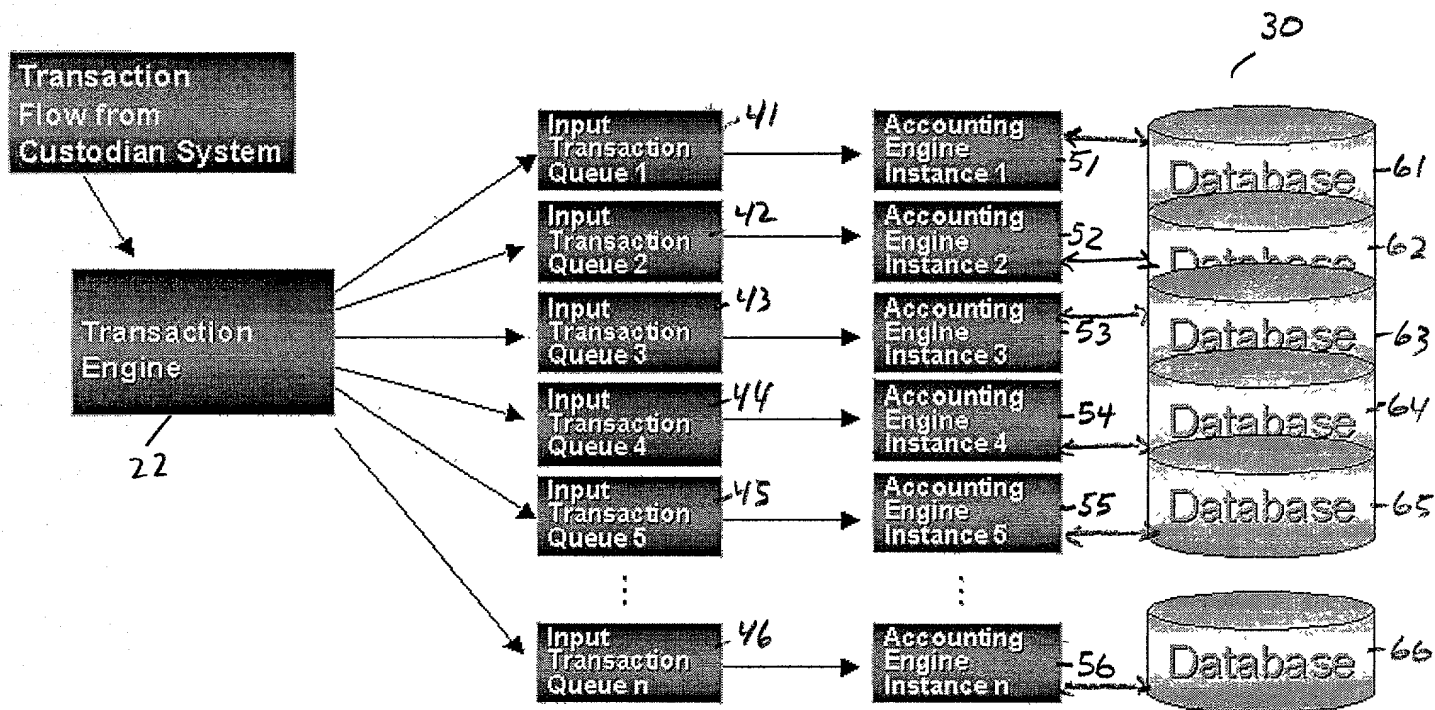 30
Transaction
Flow from
Custodian System
Input
Transaction
Queue 1
41
Accounting
Engine
Instance 1
51
Database
61
Input
Transaction
Queue 2
42
Accounting
Engine
Instance 2
52
Database
62
Transaction
Engine
22
Input
Transaction
Queue 3
43
Accounting
Engine
Instance 3
53
Database
63
Input
Transaction
Queue 4
44
Accounting
Engine
Instance 4
54
Database
64
Input
Transaction
Queue 5
45
Accounting
Engine
Instance 5
55
Database
65
Input
Transaction
Queue n
46
Accounting
Engine
Instance n
56
Database
66